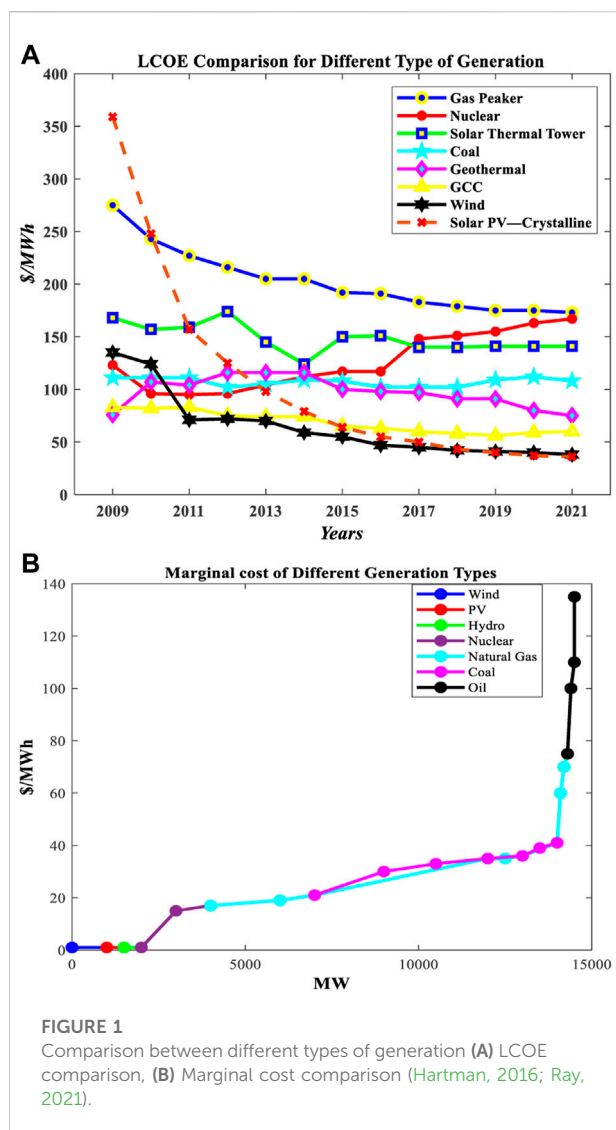 A
LCOE Comparison for Different Type of Generation
400
350
300
250
200
150
100
50
0
$/MWh
Gas Peaker
Nuclear
Solar Thermal Tower
Coal
Geothermal
GCC
Wind
Solar PV—Crystalline
2009 2011 2013 2015 2017 2019 2021
Years
B
Marginal cost of Different Generation Types
140
120
100
80
60
40
20
0
$/MWh
Wind
PV
Hydro
Nuclear
Natural Gas
Coal
Oil
0 5000 10000 15000
MW
FIGURE 1
Comparison between different types of generation (A) LCOE
comparison, (B) Marginal cost comparison (Hartman, 2016; Ray,
2021).